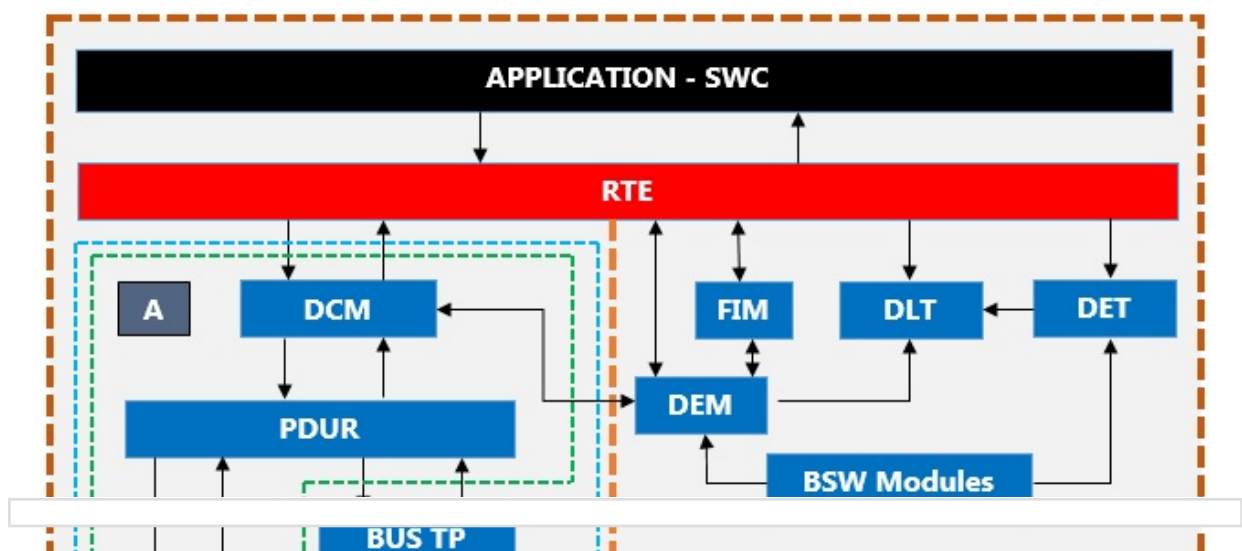 APPLICATION - SWC
RTE
A
DCM
FIM
DLT
DET
DEM
PDUR
BSW Modules
BUS TP